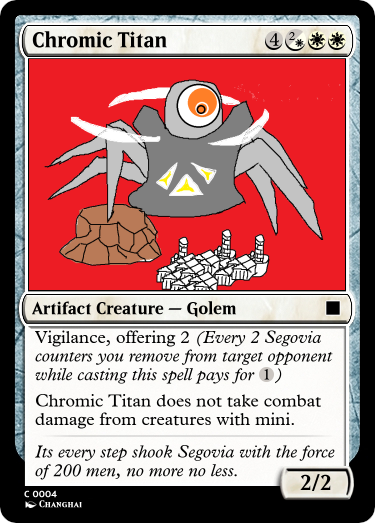 Chromic Titan 4 2
Artifact Creature — Golem
Vigilance, offering 2 (Every 2 Segovia
counters you remove from target opponent
while casting this spell pays for 1)
Chromic Titan does not take combat
damage from creatures with mini.
Its every step shook Segovia with the force
of 200 men, no more no less.
2/2
C 0004
Changhai